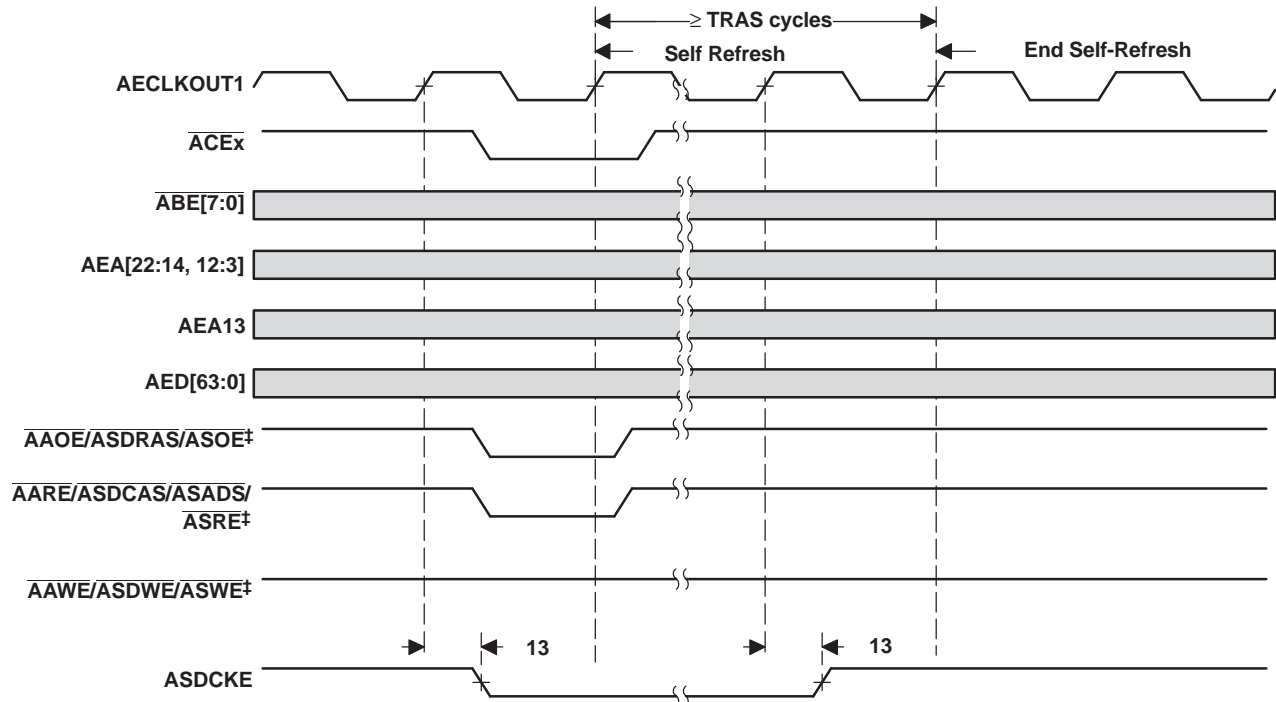 ≥ TRAS cycles
Self Refresh
End Self-Refresh
AECLKOUT1
ACEx
ABE[7:0]
AEA[22:14, 12:3]
AEA13
AED[63:0]
AAOE/ASDRAS/ASOE‡
AARE/ASDCAS/ASADS/
ASRE‡
AAWE/ASDWE/ASWE‡
13
13
ASDCKE